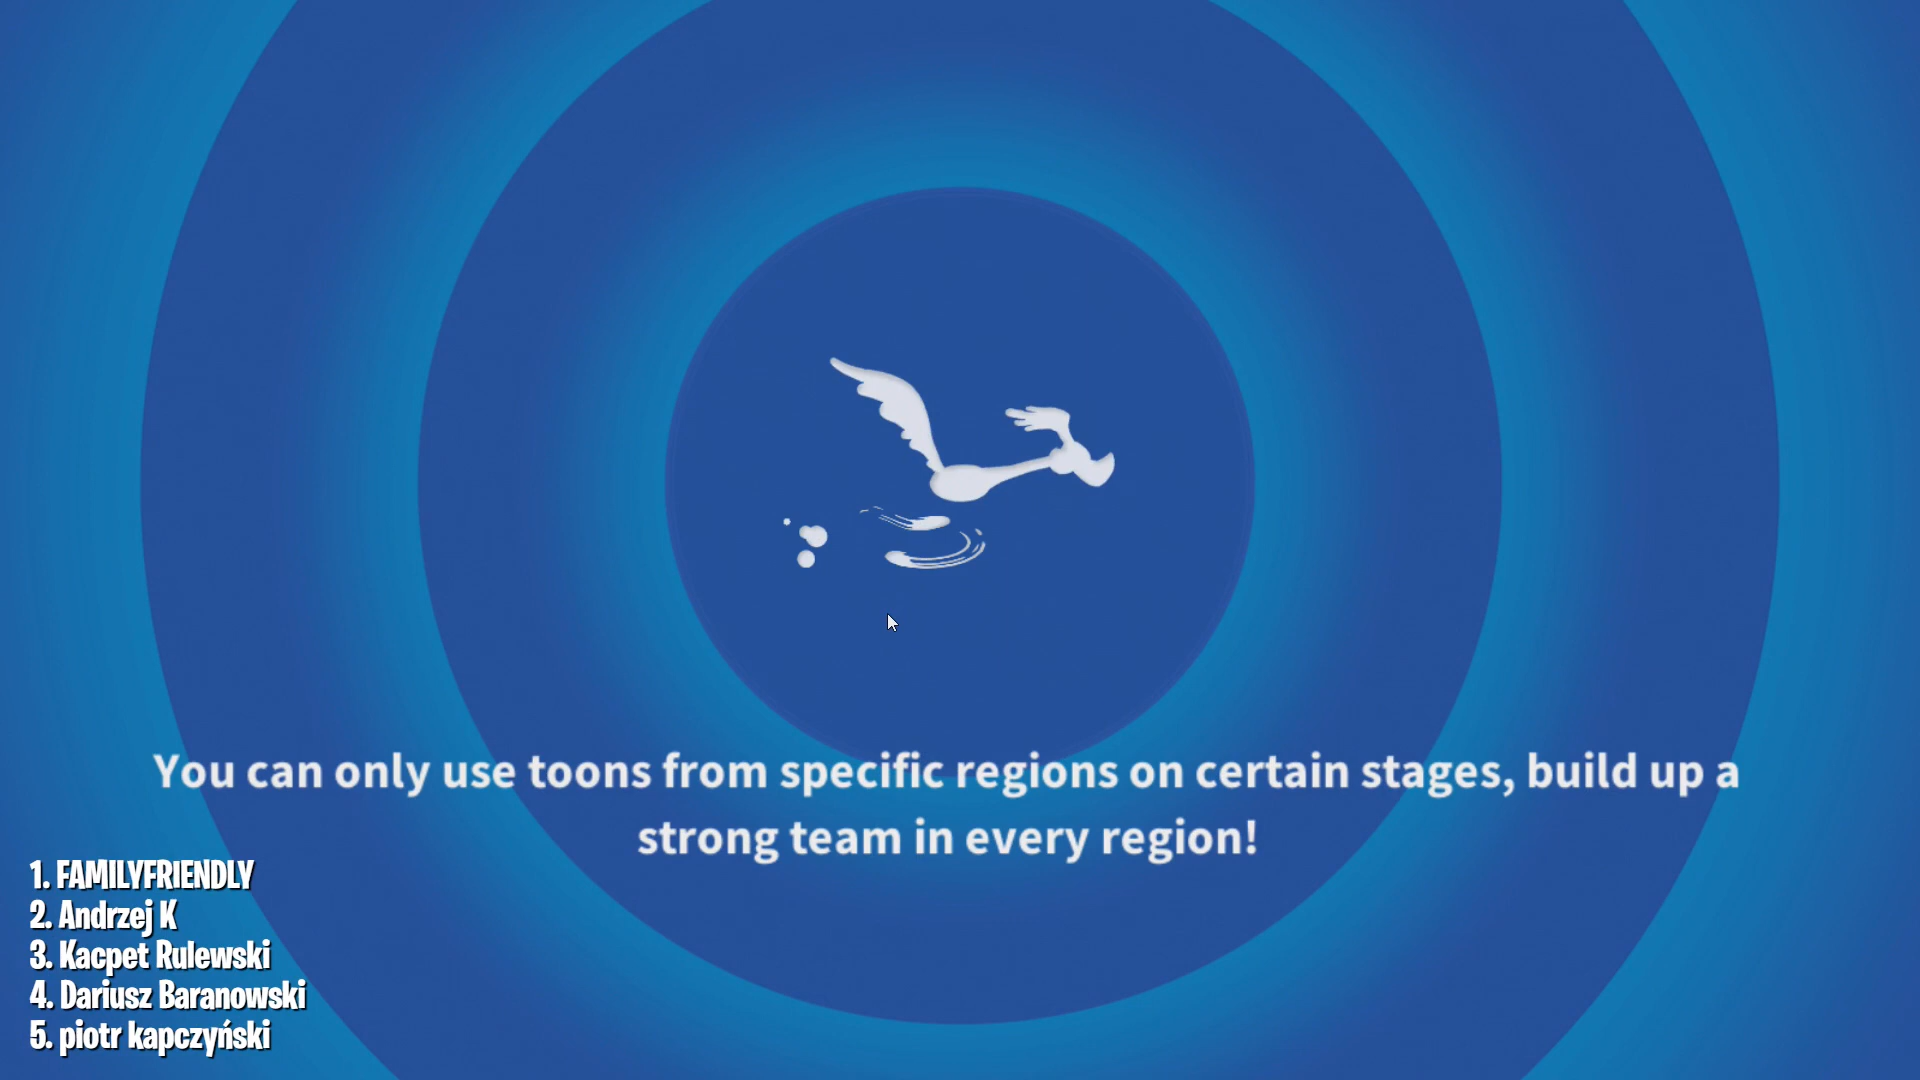 You can only use toons from specific regions on certain stages, build up a
strong team in every region!
1. FAMILYFRIENDLY
2. Andrzej K
3. Kacpet Rulewski
4. Dariusz Baranowski
5. piotr kapczyński